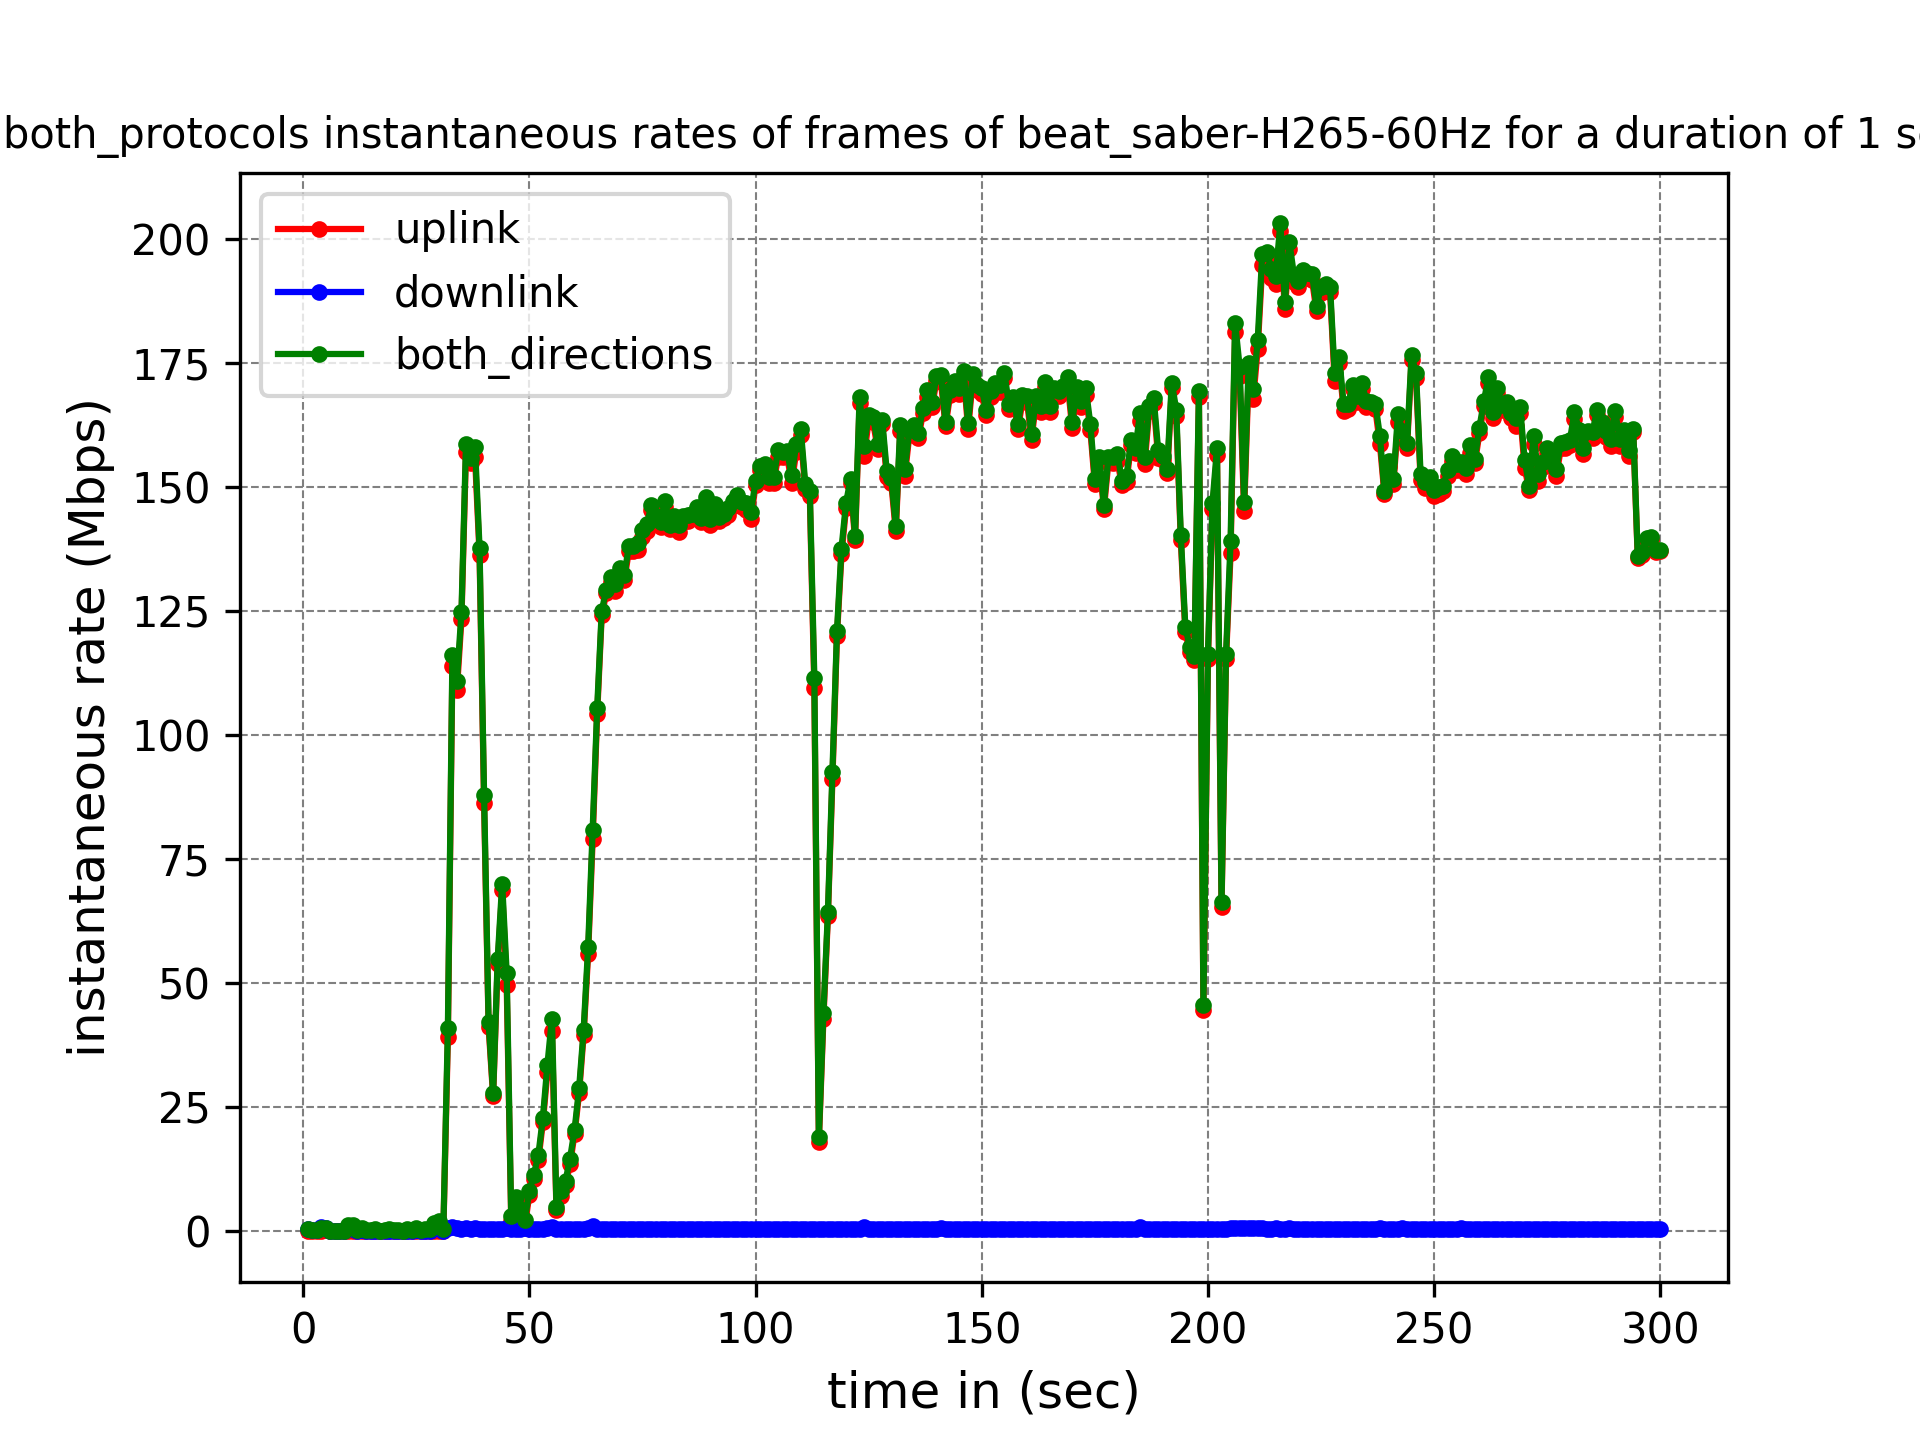 both_protocols instantaneous rates of frames of beat_saber-H265-60Hz for a duration of 1
uplink
downlink
both_directions
instantaneous rate (Mbps)
200
175
150
125
100
75
50
25
0
0 50 100 150 200 250 300
time in (sec)